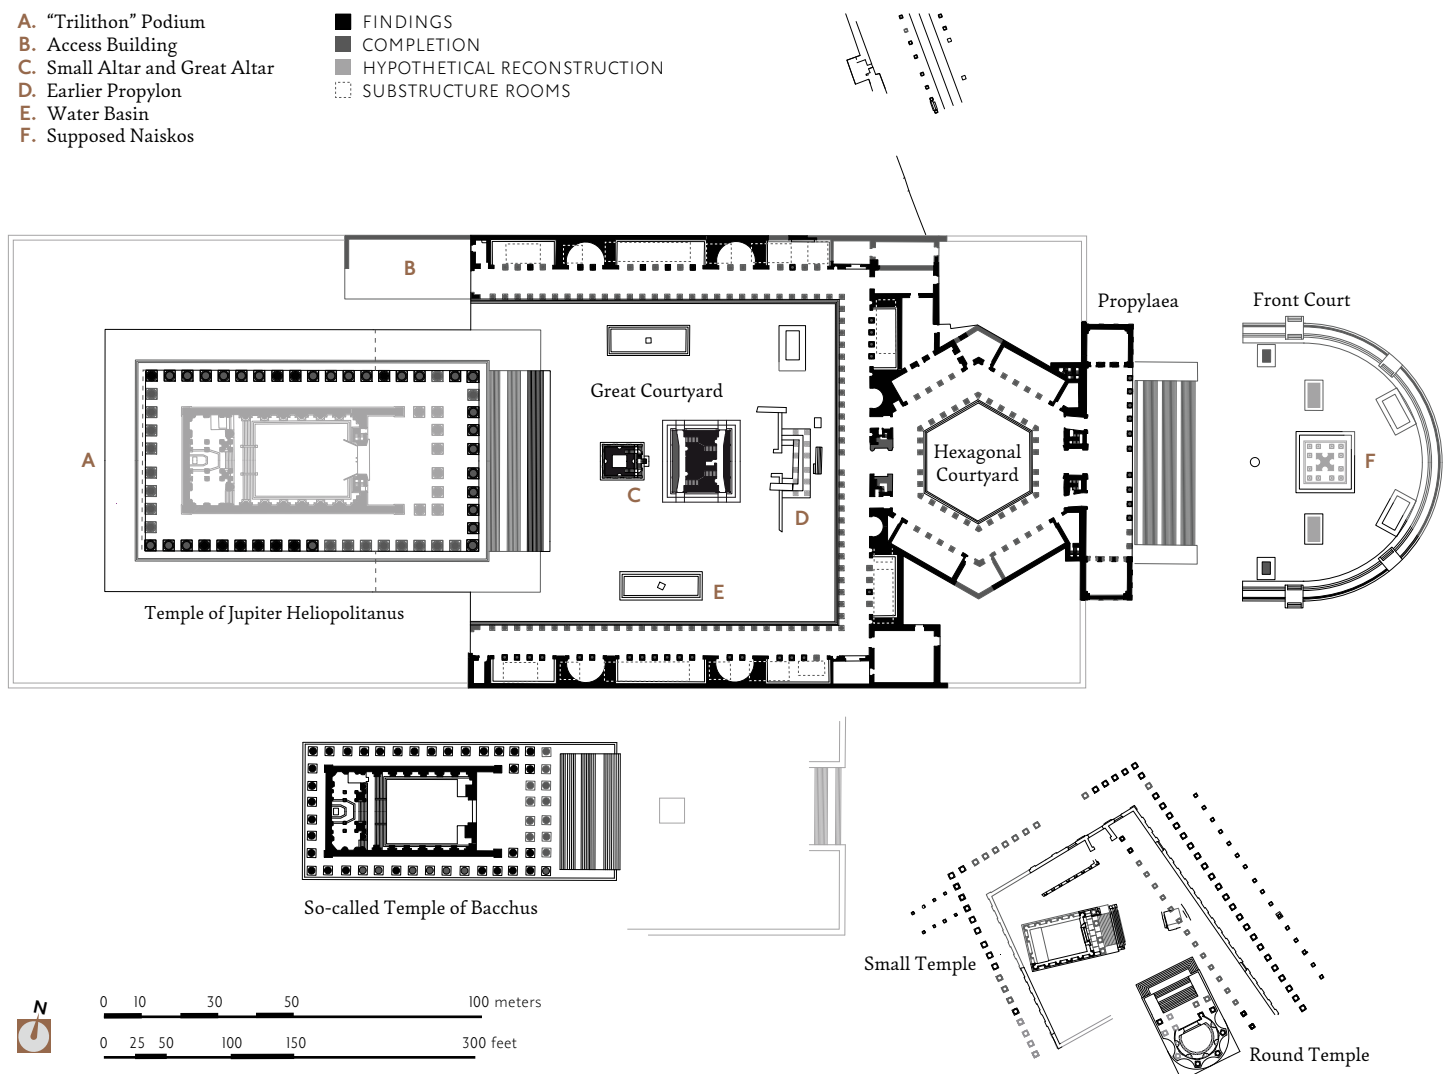 A. “Trilithon” Podium
B. Access Building
C. Small Altar and Great Altar
D. Earlier Propylon
E. Water Basin
F. Supposed Naiskos
FINDINGS
COMPLETION
HYPOTHETICAL RECONSTRUCTION
SUBSTRUCTURE ROOMS
B
Propylaea
Front Court
Great Courtyard
A
Hexagonal
Courtyard
F
C
D
E
Temple of Jupiter Heliopolitanus
So-called Temple of Bacchus
Small Temple
Round Temple
N
0 10 30 50 100 meters
0 25 50 100 150 300 feet